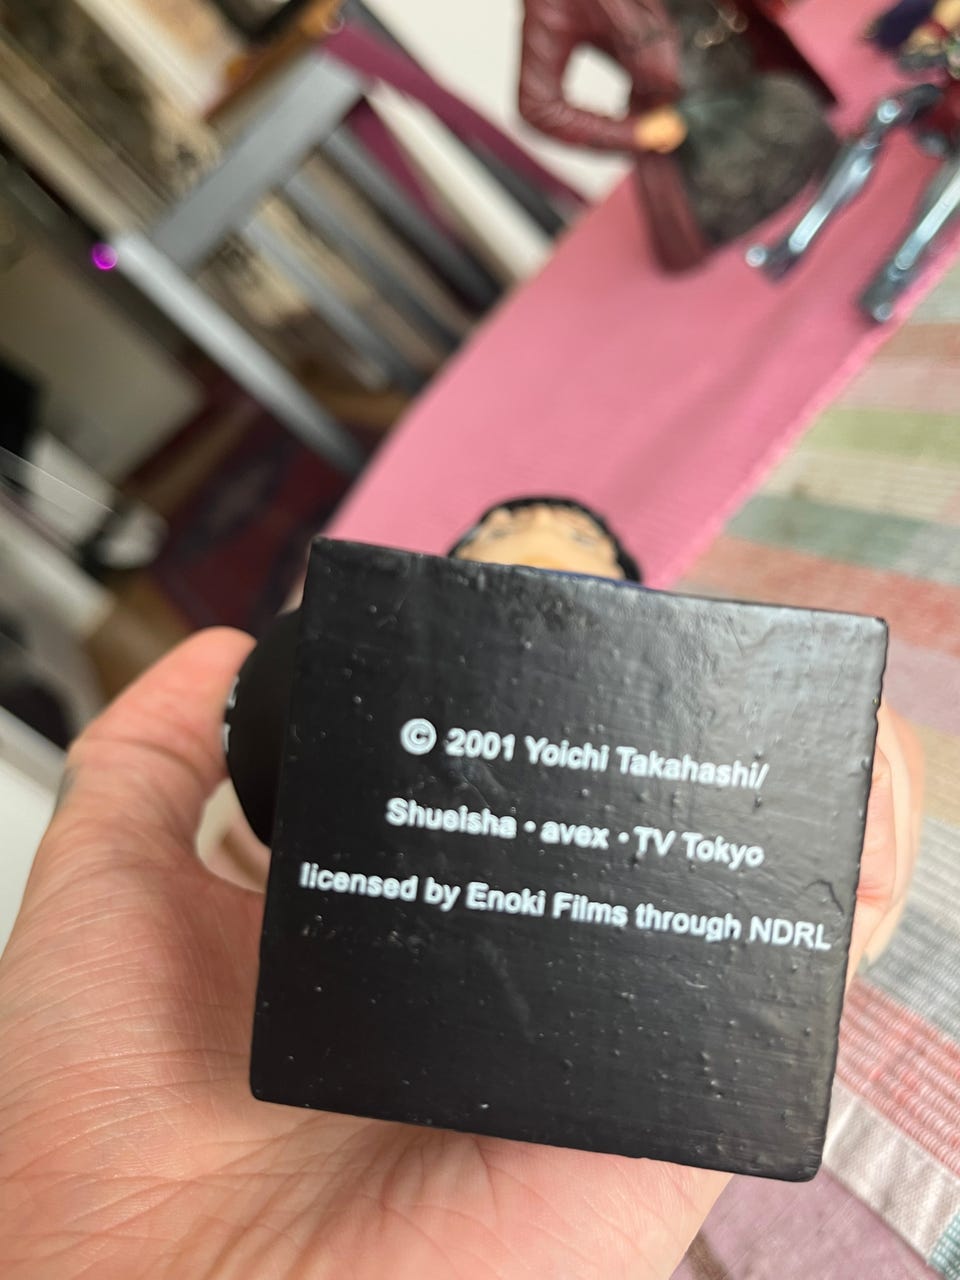 © 2001 Yoichi Takahashi/
Shueisha • avex • TV Tokyo
licensed by Enoki Films through NDRL